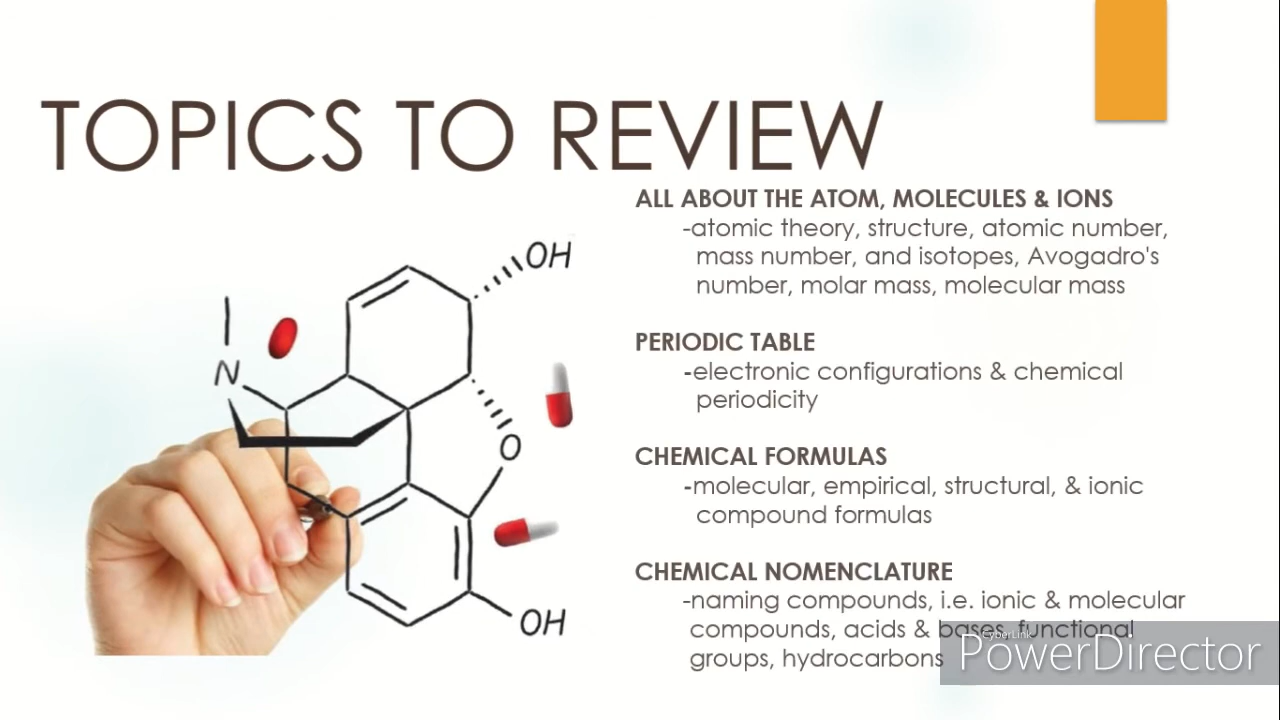 TOPICS TO REVIEW
ALL ABOUT THE ATOM, MOLECULES & IONS
-atomic theory, structure, atomic number,
mass number, and isotopes, Avogadro's
number, molar mass, molecular mass
PERIODIC TABLE
-electronic configurations & chemical
periodicity
CHEMICAL FORMULAS
-molecular, empirical, structural, & ionic
compound formulas
CHEMICAL NOMENCLATURE
-naming compounds, i.e. ionic & molecular
compounds, acids & bases, functional
groups, hydrocarbons
OH
N
O
OH
CyberLink
PowerDirector